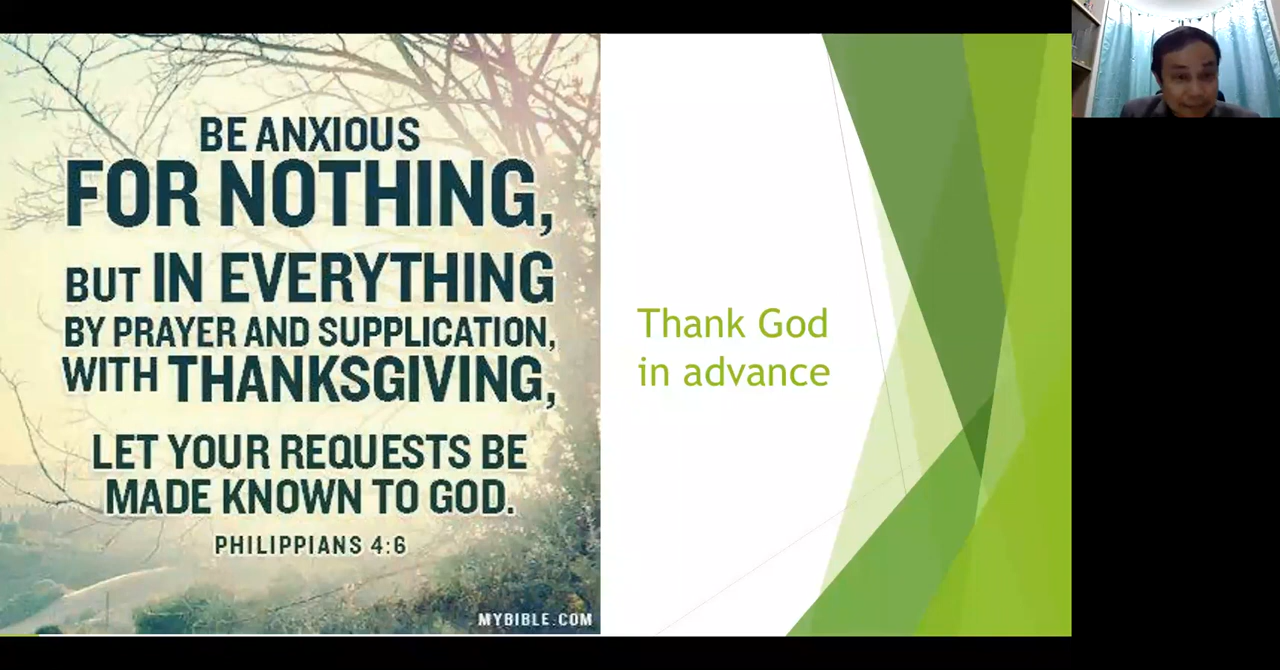 BE ANXIOUS
FOR NOTHING,
BUT IN EVERYTHING
BY PRAYER AND SUPPLICATION,
WITH THANKSGIVING,
LET YOUR REQUESTS BE
MADE KNOWN TO GOD.
PHILIPPIANS 4:6
MYBIBLE.COM
Thank God
in advance